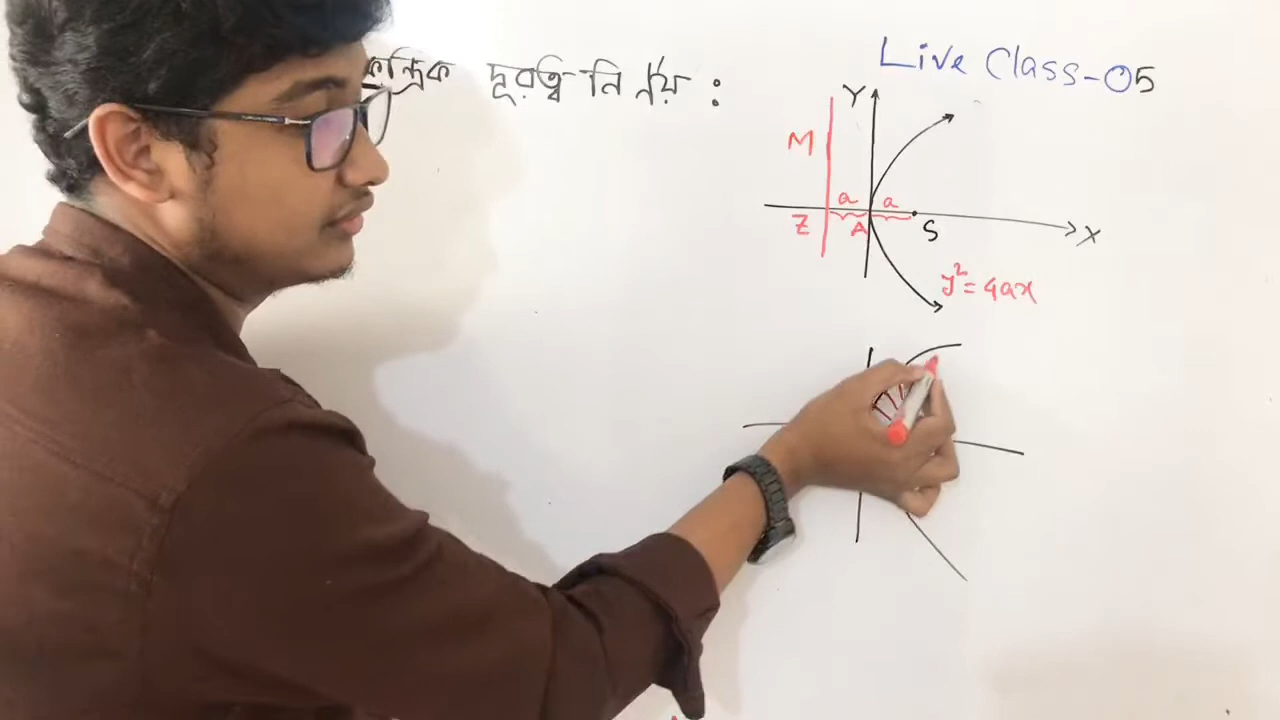 দূরত্ব নির্ণয় :
Live Class-05
Y
M
a a
Z A S X
y² = 4ax